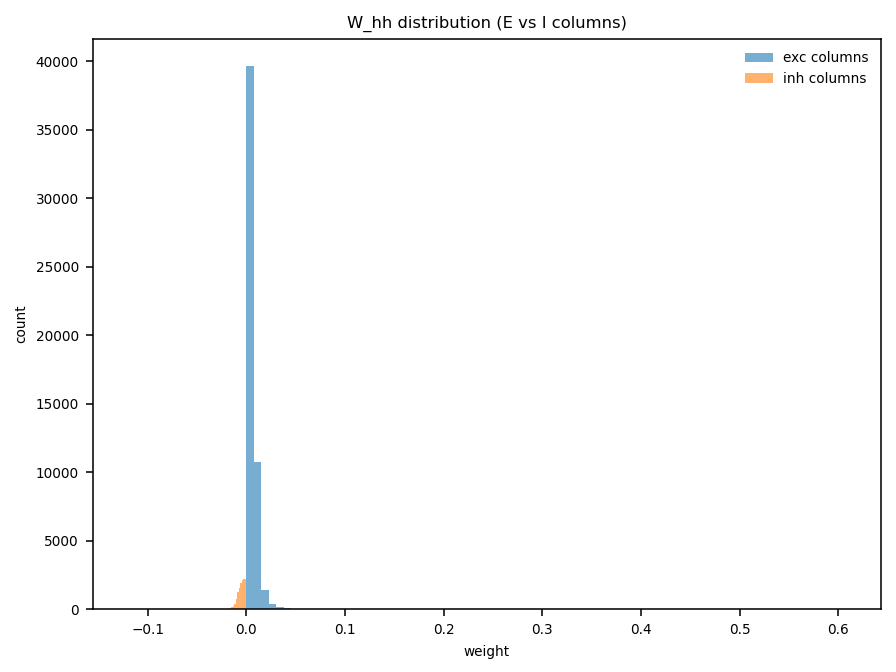 W_hh distribution (E vs I columns)
exc columns
inh columns
40000
35000
30000
25000
20000
15000
10000
5000
0
count
−0.1 0.0 0.1 0.2 0.3 0.4 0.5 0.6
weight